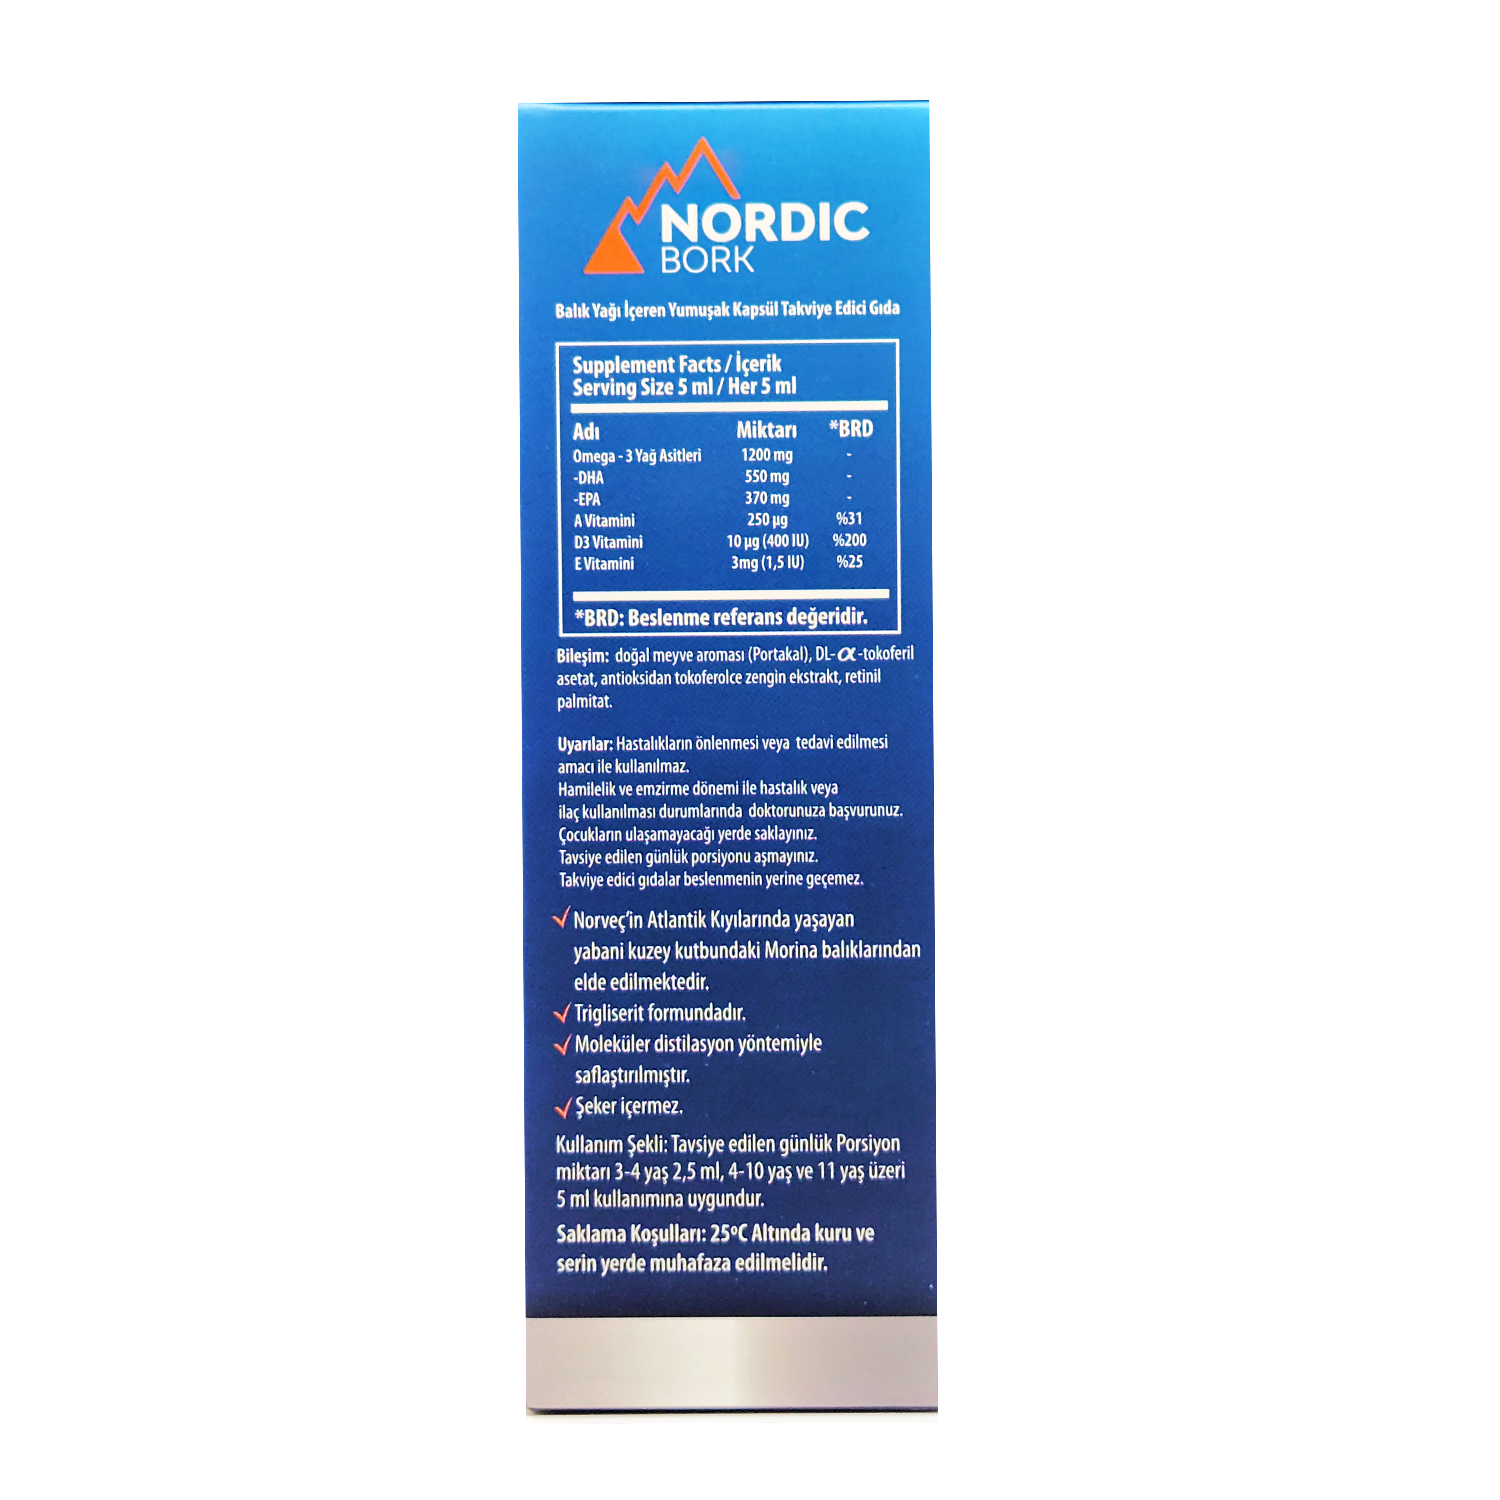 NORDIC
BORK
Balık Yağı İçeren Yumuşak Kapsül Takviye Edici Gıda
Supplement Facts / İçerik
Serving Size 5 ml / Her 5 ml
Adı Miktarı *BRD
Omega - 3 Yağ Asitleri 1200 mg -
-DHA 550 mg -
-EPA 370 mg -
A Vitamini 250 µg %31
D3 Vitamini 10 µg (400 IU) %200
E Vitamini 3mg (1,5 IU) %25
*BRD: Beslenme referans değeridir.
Bileşim: doğal meyve aroması (Portakal), DL-α-tokoferil
asetat, antioksidan tokoferolce zengin ekstrakt, retinil
palmitat.
Uyarılar: Hastalıkların önlenmesi veya tedavi edilmesi
amacı ile kullanılmaz.
Hamilelik ve emzirme dönemi ile hastalık veya
ilaç kullanılması durumlarında doktorunuza başvurunuz.
Çocukların ulaşamayacağı yerde saklayınız.
Tavsiye edilen günlük porsiyonu aşmayınız.
Takviye edici gıdalar beslenmenin yerine geçemez.
✓ Norveç'in Atlantik Kıyılarında yaşayan
yabani kuzey kutbundaki Morina balıklarından
elde edilmektedir.
✓ Trigliserit formundadır.
✓ Moleküler distilasyon yöntemiyle
saflaştırılmıştır.
✓ Şeker içermez.
Kullanım Şekli: Tavsiye edilen günlük Porsiyon
miktarı 3-4 yaş 2,5 ml, 4-10 yaş ve 11 yaş üzeri
5 ml kullanımına uygundur.
Saklama Koşulları: 25ºC Altında kuru ve
serin yerde muhafaza edilmelidir.